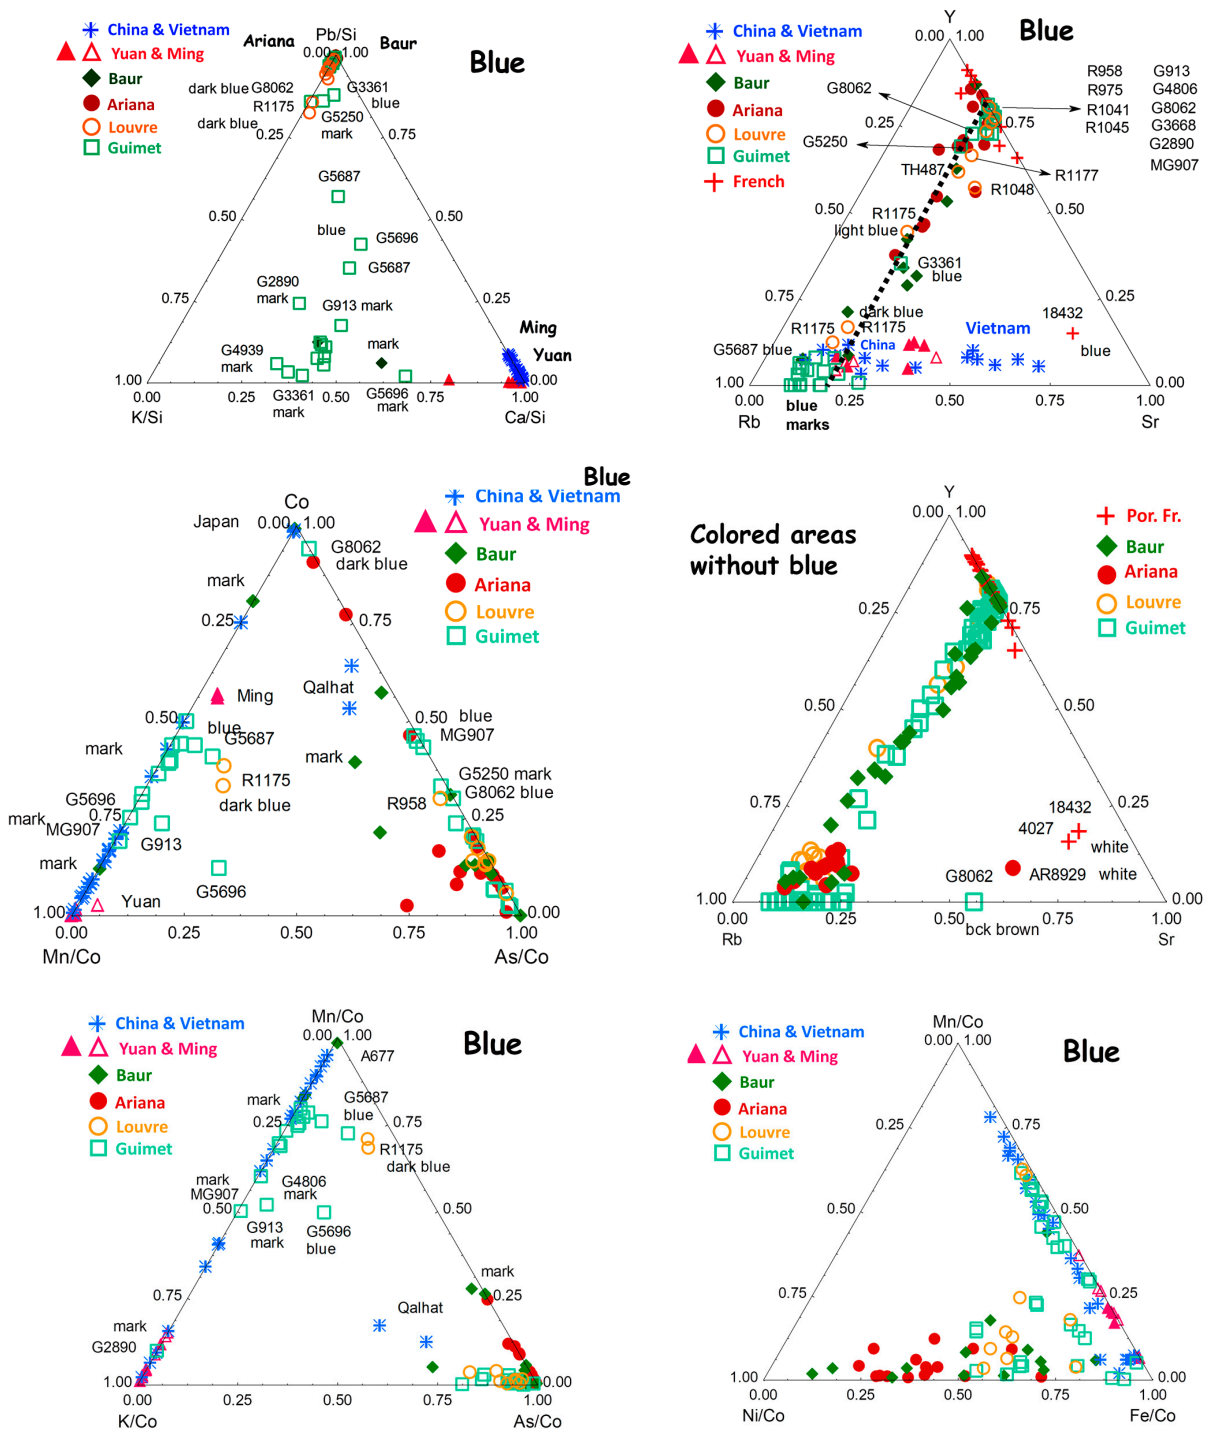 China & Vietnam
Yuan & Ming
Baur
Ariana
Louvre
Guimet
Pb/Si
0.00 1.00
Ariana
Baur
Blue
dark blue G8062
R1175
dark blue
G3361
blue
G5250
mark
0.25
0.75
G5687
0.50
blue
G5696
0.50
G5687
G2890
mark
0.75
G913 mark
0.25
Ming
Yuan
G4939
mark
mark
1.00
0.00
0.00
0.25
G3361
mark
0.50
G5696
mark
0.75
1.00
K/Si
Ca/Si
China & Vietnam
Yuan & Ming
Baur
Ariana
Louvre
Guimet
French
Y
0.00 1.00
Blue
G8062
R958 G913
R975 G4806
R1041 G8062
R1045 G3668
G2890
MG907
0.25
0.75
G5250
TH487
R1177
R1048
0.50
R1175
light blue
0.50
G3361
blue
0.75
dark blue
R1175
R1175
China
Vietnam
0.25
18432
blue
G5687 blue
1.00
0.00
0.00
blue
marks
0.25
0.50
0.75
1.00
Rb
Sr
Blue
China & Vietnam
Yuan & Ming
Baur
Ariana
Louvre
Guimet
Co
Japan
0.00 1.00
G8062
dark blue
mark
0.25
0.75
Qalhat
Ming
0.50
blue
G5687
0.50
blue
MG907
mark
mark
R1175
dark blue
G5250 mark
G8062 blue
R958
G5696
0.75
mark
MG907
0.25
G913
mark
G5696
Yuan
1.00
0.00
0.00
0.25
0.50
0.75
1.00
Mn/Co
As/Co
Colored areas
without blue
Y
0.00 1.00
Por. Fr.
Baur
Ariana
Louvre
Guimet
0.25
0.75
0.50
0.50
0.75
0.25
18432
4027
white
G8062
AR8929 white
1.00
0.00
0.00
0.25
bck brown
0.75
1.00
Rb
Sr
China & Vietnam
Yuan & Ming
Baur
Ariana
Louvre
Guimet
Mn/Co
0.00 1.00
Blue
A677
mark
0.25
G5687
blue
0.75
R1175
dark blue
mark
MG907
0.50
G4806
mark
G913
mark
G5696
blue
0.50
mark
0.75
0.25
Qalhat
mark
G2890
1.00
0.00
0.00
0.25
0.50
0.75
1.00
K/Co
As/Co
China & Vietnam
Yuan & Ming
Baur
Ariana
Louvre
Guimet
Mn/Co
0.00 1.00
Blue
0.25
0.75
0.50
0.50
0.75
0.25
1.00
0.00
0.00
0.25
0.50
0.75
1.00
Ni/Co
Fe/Co